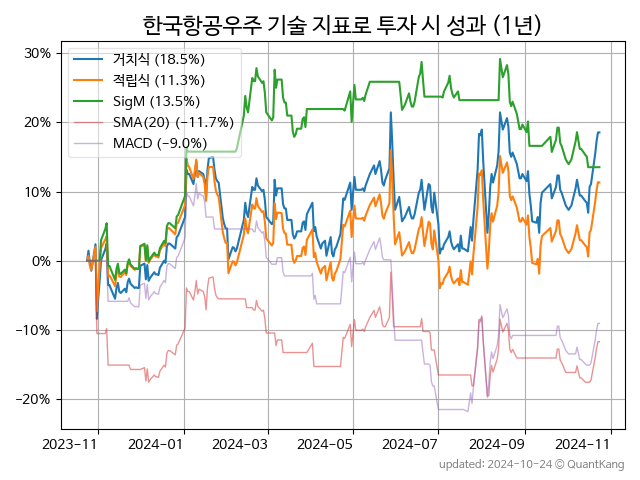 한국항공우주 기술 지표로 투자 시 성과 (1년)
30%
20%
10%
0%
−10%
−20%
거치식 (18.5%)
적립식 (11.3%)
SigM (13.5%)
SMA(20) (−11.7%)
MACD (−9.0%)
2023−11
2024−01
2024−03
2024−05
2024−07
2024−09
2024−11
updated: 2024-10-24 © QuantKang